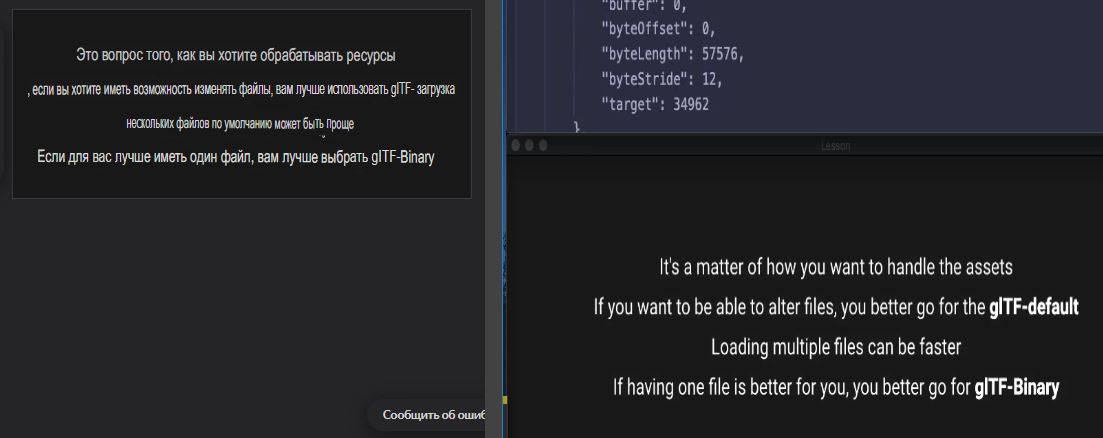 Это вопрос того, как вы хотите обрабатывать ресурсы
, если вы хотите иметь возможность изменять файлы, вам лучше использовать glTF- загрузка
нескольких файлов по умолчанию может быть проще
Если для вас лучше иметь один файл, вам лучше выбрать glTF-Binary
Сообщить об ошиб
"buffer": 0,
"byteOffset": 0,
"byteLength": 57576,
"byteStride": 12,
"target": 34962
}
Lesson
It's a matter of how you want to handle the assets
If you want to be able to alter files, you better go for the glTF-default
Loading multiple files can be faster
If having one file is better for you, you better go for glTF-Binary